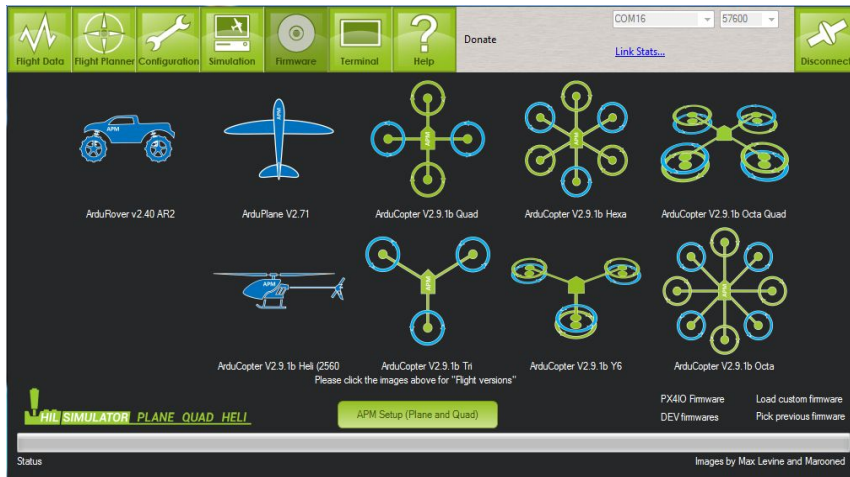 Flight Data Flight Planner Configuration Simulation Firmware Terminal Help Donate COM16 57600 Disconnect
Link Stats...
APM APM APM APM
ArduRover v2.40 AR2 ArduPlane V2.71 ArduCopter V2.9.1b Quad ArduCopter V2.9.1b Hexa ArduCopter V2.9.1b Octa Quad
APM APM APM
ArduCopter V2.9.1b Heli (2560 ArduCopter V2.9.1b Tri ArduCopter V2.9.1b Y6 ArduCopter V2.9.1b Octa
Please click the images above for "Flight versions"
PX4IO Firmware Load custom firmware
HIL SIMULATOR PLANE QUAD HELI APM Setup (Plane and Quad) DEV firmwares Pick previous firmware
Status Images by Max Levine and Marooned